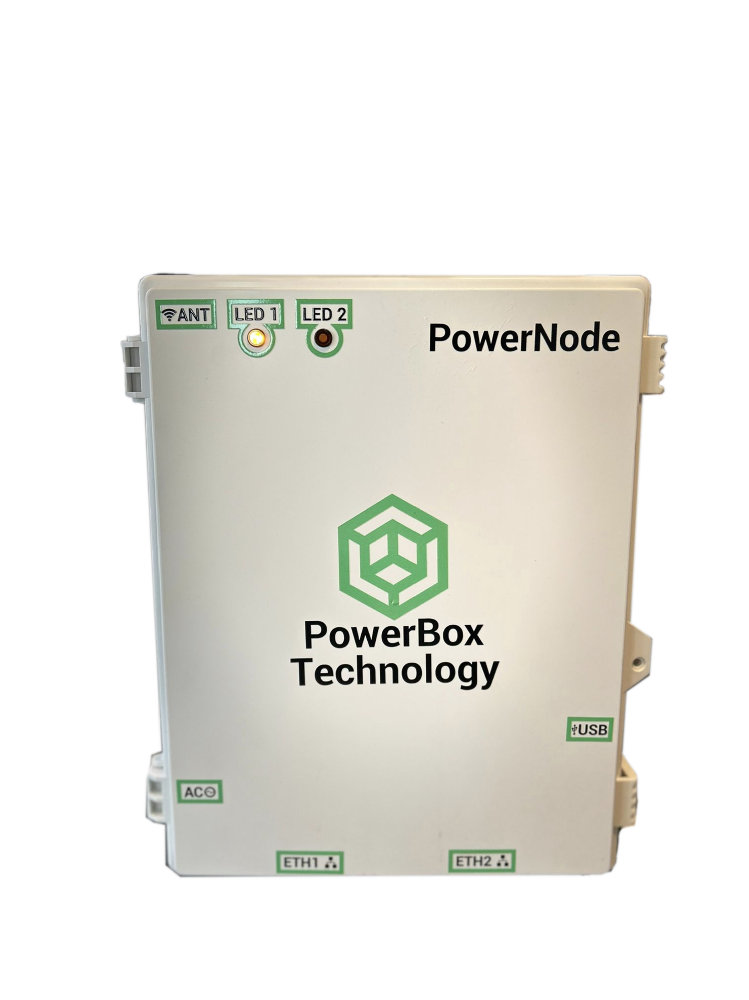 ANT
LED 1
LED 2
PowerNode
PowerBox
Technology
USB
AC
ETH1
ETH2